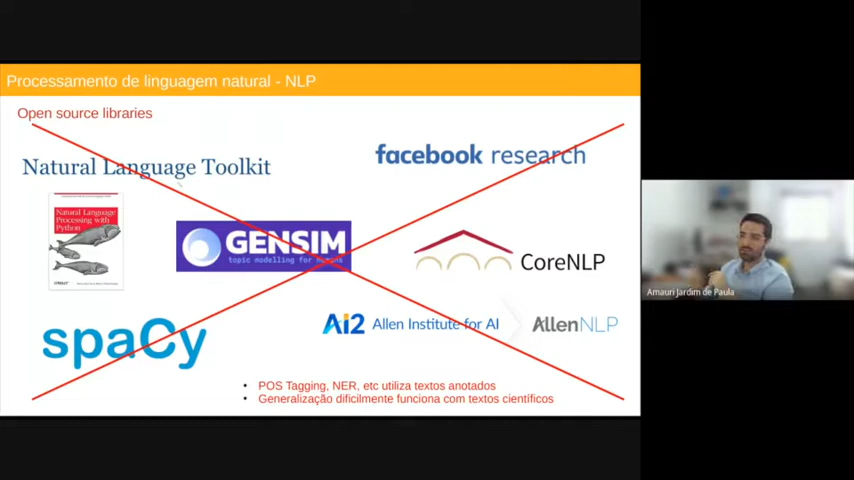 Processamento de linguagem natural - NLP
Open source libraries
facebook research
Natural Language Toolkit
Natural Language
Processing with
Python
O'REILLY
GENSIM
topic modelling for humans
CoreNLP
spaCy
Ai2 Allen Institute for AI
AllenNLP
• POS Tagging, NER, etc utiliza textos anotados
• Generalização dificilmente funciona com textos científicos
Amauri Jardim de Paula